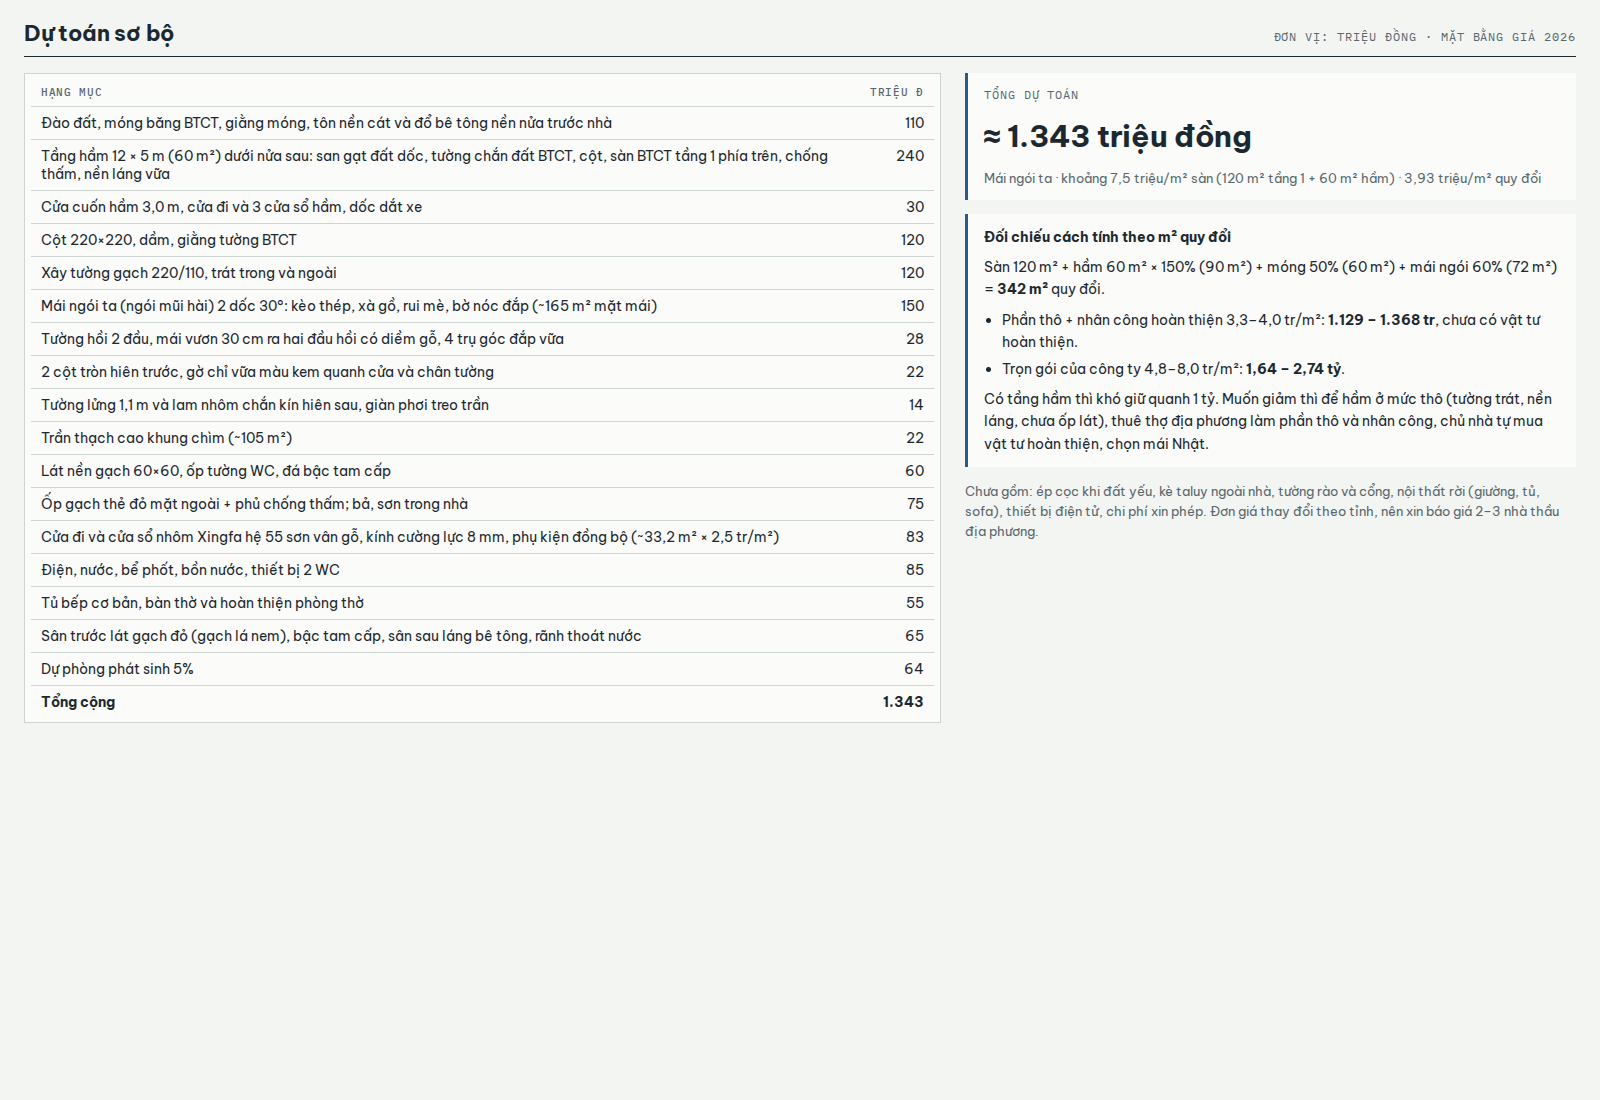 Dự toán sơ bộ
ĐƠN VỊ: TRIỆU ĐỒNG · MẶT BẰNG GIÁ 2026
HẠNG MỤC TRIỆU Đ
Đào đất, móng băng BTCT, giằng móng, tôn nền cát và đổ bê tông nền nửa trước nhà 110
Tầng hầm 12 × 5 m (60 m²) dưới nửa sau: san gạt đất dốc, tường chắn đất BTCT, cột, sàn BTCT tầng 1 phía trên, chống 240
thấm, nền láng vữa
Cửa cuốn hầm 3,0 m, cửa đi và 3 cửa sổ hầm, dốc dắt xe 30
Cột 220×220, dầm, giằng tường BTCT 120
Xây tường gạch 220/110, trát trong và ngoài 120
Mái ngói ta (ngói mũi hài) 2 dốc 30°: kèo thép, xà gồ, rui mè, bờ nóc đắp (~165 m² mặt mái) 150
Tường hồi 2 đầu, mái vươn 30 cm ra hai đầu hồi có diềm gỗ, 4 trụ góc đắp vữa 28
2 cột tròn hiên trước, gờ chỉ vữa màu kem quanh cửa và chân tường 22
Tường lửng 1,1 m và lam nhôm chắn kín hiên sau, giàn phơi treo trần 14
Trần thạch cao khung chìm (~105 m²) 22
Lát nền gạch 60×60, ốp tường WC, đá bậc tam cấp 60
Ốp gạch thẻ đỏ mặt ngoài + phủ chống thấm; bả, sơn trong nhà 75
Cửa đi và cửa sổ nhôm Xingfa hệ 55 sơn vân gỗ, kính cường lực 8 mm, phụ kiện đồng bộ (~33,2 m² × 2,5 tr/m²) 83
Điện, nước, bể phốt, bồn nước, thiết bị 2 WC 85
Tủ bếp cơ bản, bàn thờ và hoàn thiện phòng thờ 55
Sân trước lát gạch đỏ (gạch lá nem), bậc tam cấp, sân sau láng bê tông, rãnh thoát nước 65
Dự phòng phát sinh 5% 64
Tổng cộng 1.343
TỔNG DỰ TOÁN
≈ 1.343 triệu đồng
Mái ngói ta · khoảng 7,5 triệu/m² sàn (120 m² tầng 1 + 60 m² hầm) · 3,93 triệu/m² quy đổi
Đối chiếu cách tính theo m² quy đổi
Sàn 120 m² + hầm 60 m² × 150% (90 m²) + móng 50% (60 m²) + mái ngói 60% (72 m²)
= 342 m² quy đổi.
• Phần thô + nhân công hoàn thiện 3,3–4,0 tr/m²: 1.129 – 1.368 tr, chưa có vật tư
hoàn thiện.
• Trọn gói của công ty 4,8–8,0 tr/m²: 1,64 – 2,74 tỷ.
Có tầng hầm thì khó giữ quanh 1 tỷ. Muốn giảm thì để hầm ở mức thô (tường trát, nền
láng, chưa ốp lát), thuê thợ địa phương làm phần thô và nhân công, chủ nhà tự mua
vật tư hoàn thiện, chọn mái Nhật.
Chưa gồm: ép cọc khi đất yếu, kè taluy ngoài nhà, tường rào và cổng, nội thất rời (giường, tủ,
sofa), thiết bị điện tử, chi phí xin phép. Đơn giá thay đổi theo tỉnh, nên xin báo giá 2–3 nhà thầu
địa phương.